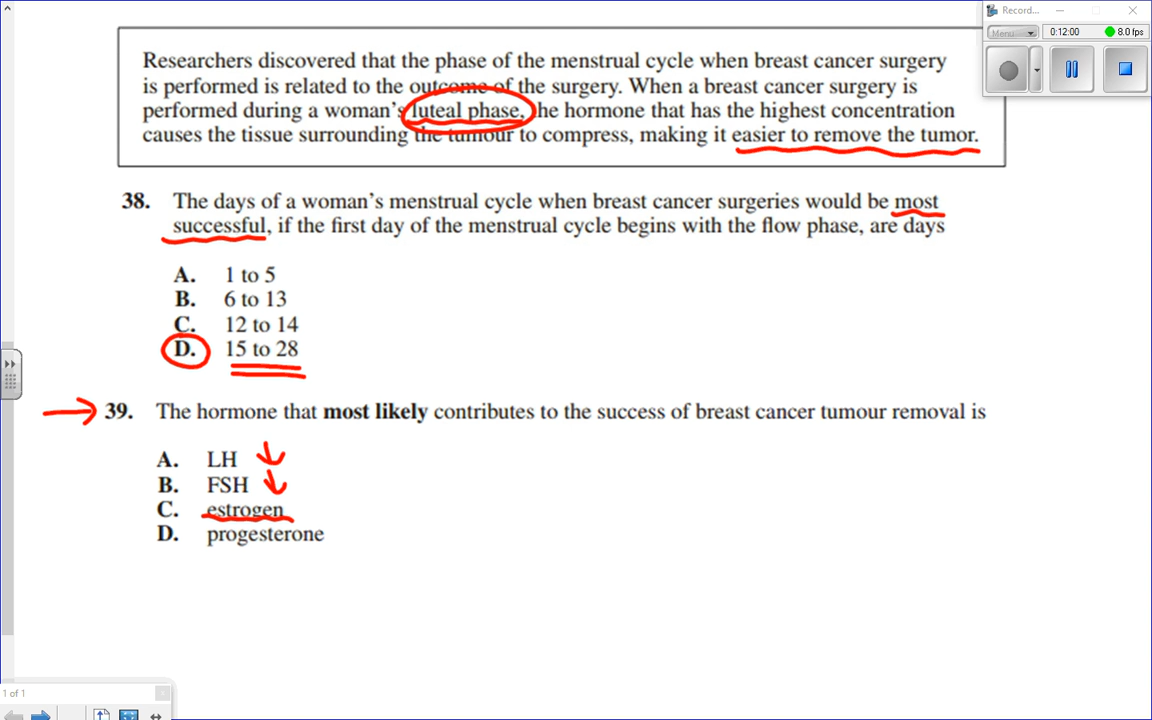 Record...
Menu
0:12:00
8.0 fps
Researchers discovered that the phase of the menstrual cycle when breast cancer surgery
is performed is related to the outcome of the surgery. When a breast cancer surgery is
performed during a woman's luteal phase, the hormone that has the highest concentration
causes the tissue surrounding the tumour to compress, making it easier to remove the tumor.
38. The days of a woman's menstrual cycle when breast cancer surgeries would be most
successful, if the first day of the menstrual cycle begins with the flow phase, are days
A. 1 to 5
B. 6 to 13
C. 12 to 14
D. 15 to 28
39. The hormone that most likely contributes to the success of breast cancer tumour removal is
A. LH
B. FSH
C. estrogen
D. progesterone
1 of 1